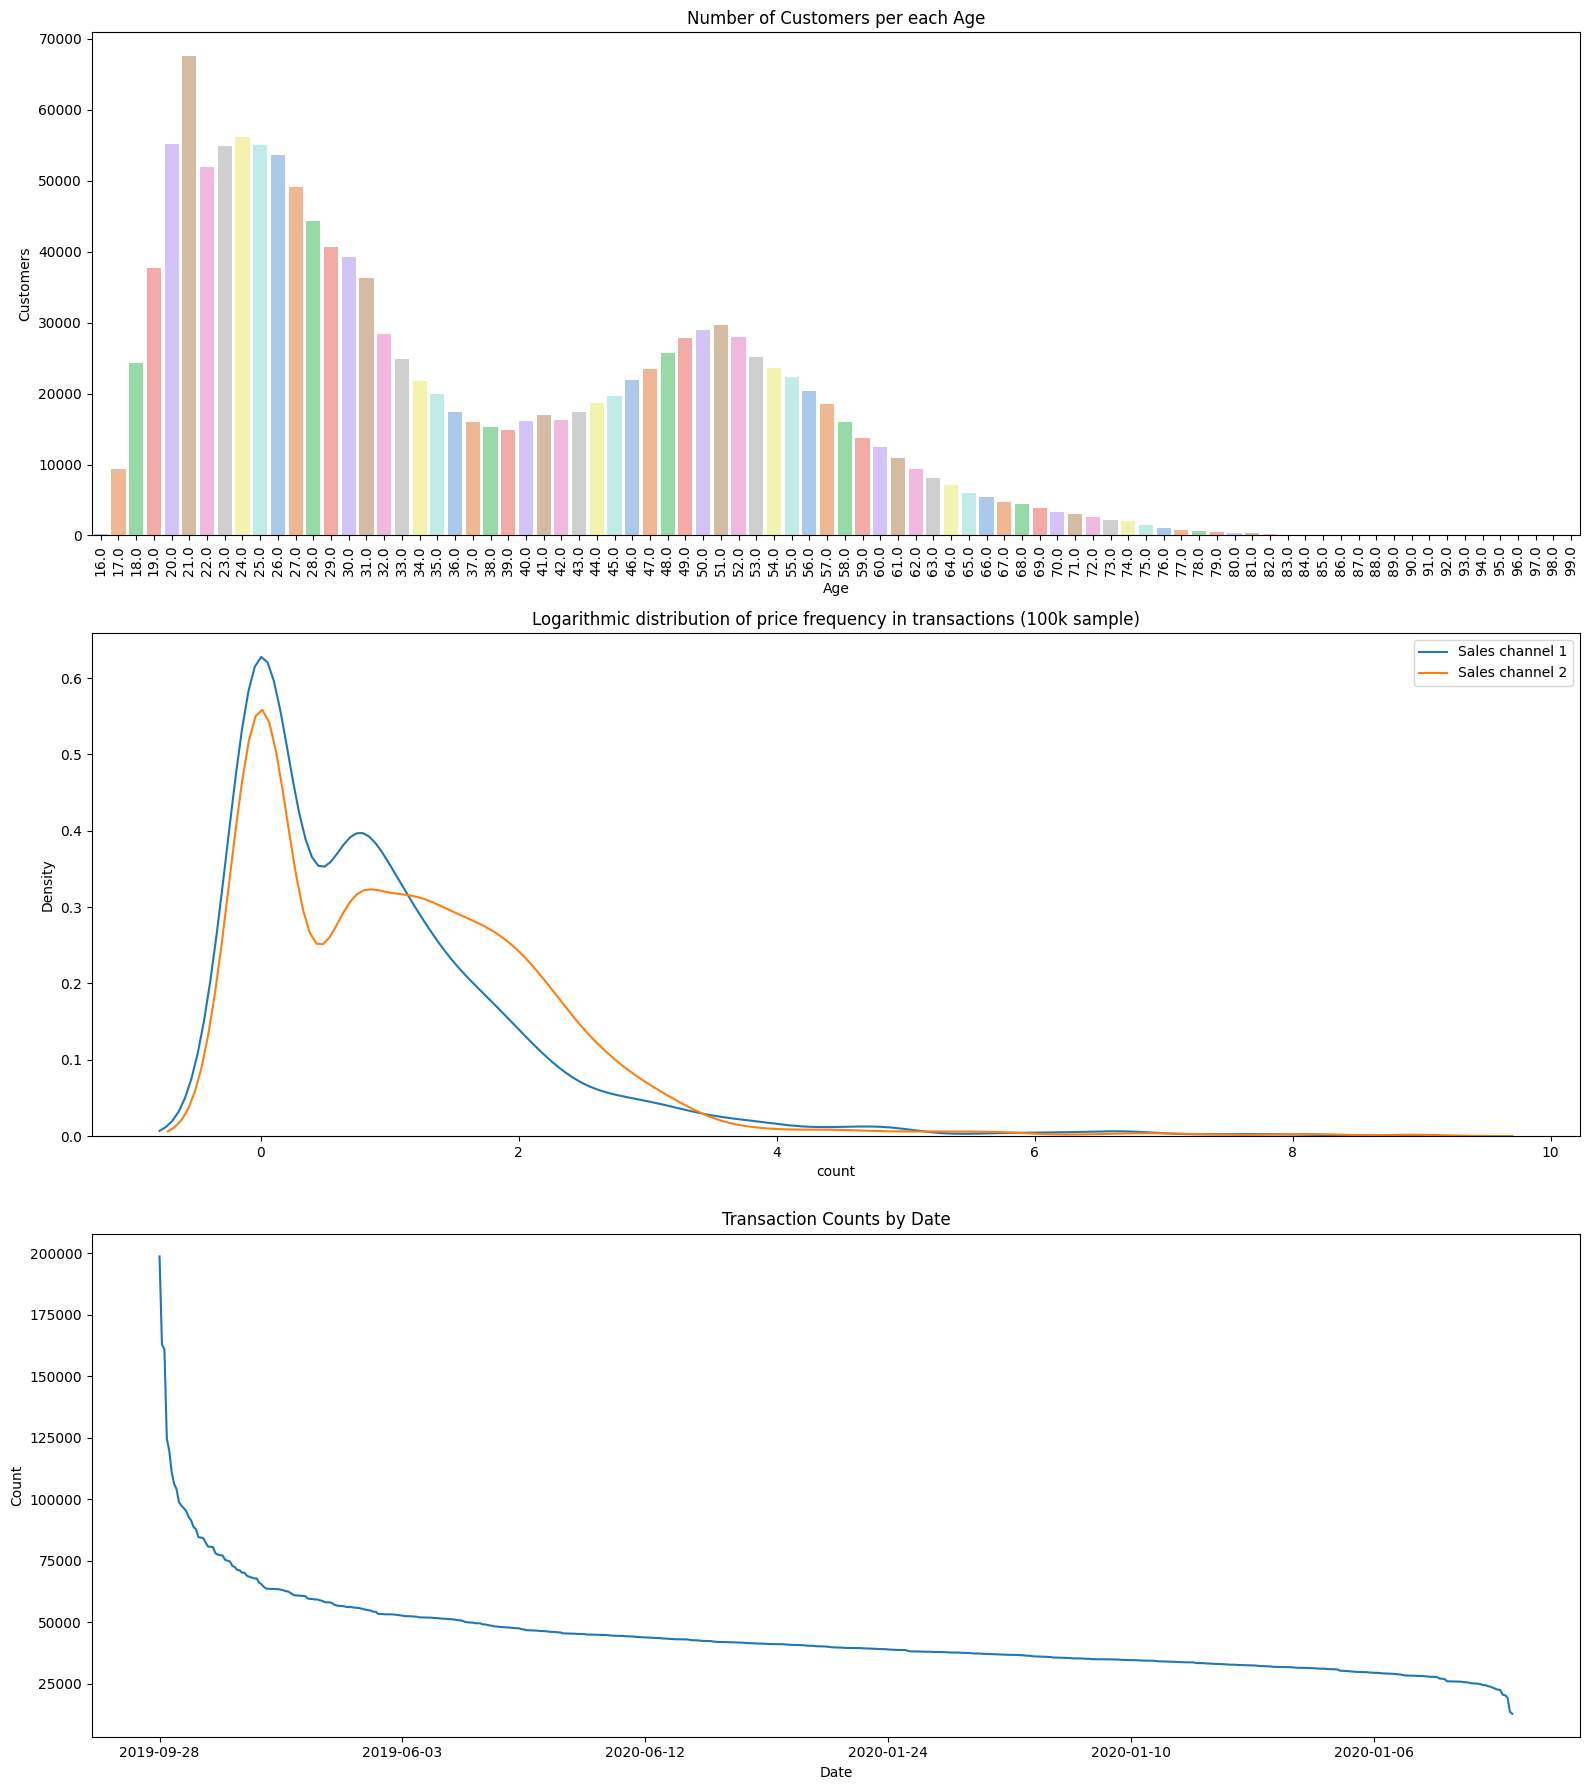 Number of Customers per each Age
70000
60000
50000
40000
30000
20000
10000
0
Customers
16.0 17.0 18.0 19.0 20.0 21.0 22.0 23.0 24.0 25.0 26.0 27.0 28.0 29.0 30.0 31.0 32.0 33.0 34.0 35.0 36.0 37.0 38.0 39.0 40.0 41.0 42.0 43.0 44.0 45.0 46.0 47.0 48.0 49.0 50.0 51.0 52.0 53.0 54.0 55.0 56.0 57.0 58.0 59.0 60.0 61.0 62.0 63.0 64.0 65.0 66.0 67.0 68.0 69.0 70.0 71.0 72.0 73.0 74.0 75.0 76.0 77.0 78.0 79.0 80.0 81.0 82.0 83.0 84.0 85.0 86.0 87.0 88.0 89.0 90.0 91.0 92.0 93.0 94.0 95.0 96.0 97.0 98.0 99.0
Age
Logarithmic distribution of price frequency in transactions (100k sample)
Sales channel 1
Sales channel 2
0.6
0.5
0.4
0.3
0.2
0.1
0.0
Density
0 2 4 6 8 10
count
Transaction Counts by Date
200000
175000
150000
125000
100000
75000
50000
25000
Count
2019-09-28 2019-06-03 2020-06-12 2020-01-24 2020-01-10 2020-01-06
Date